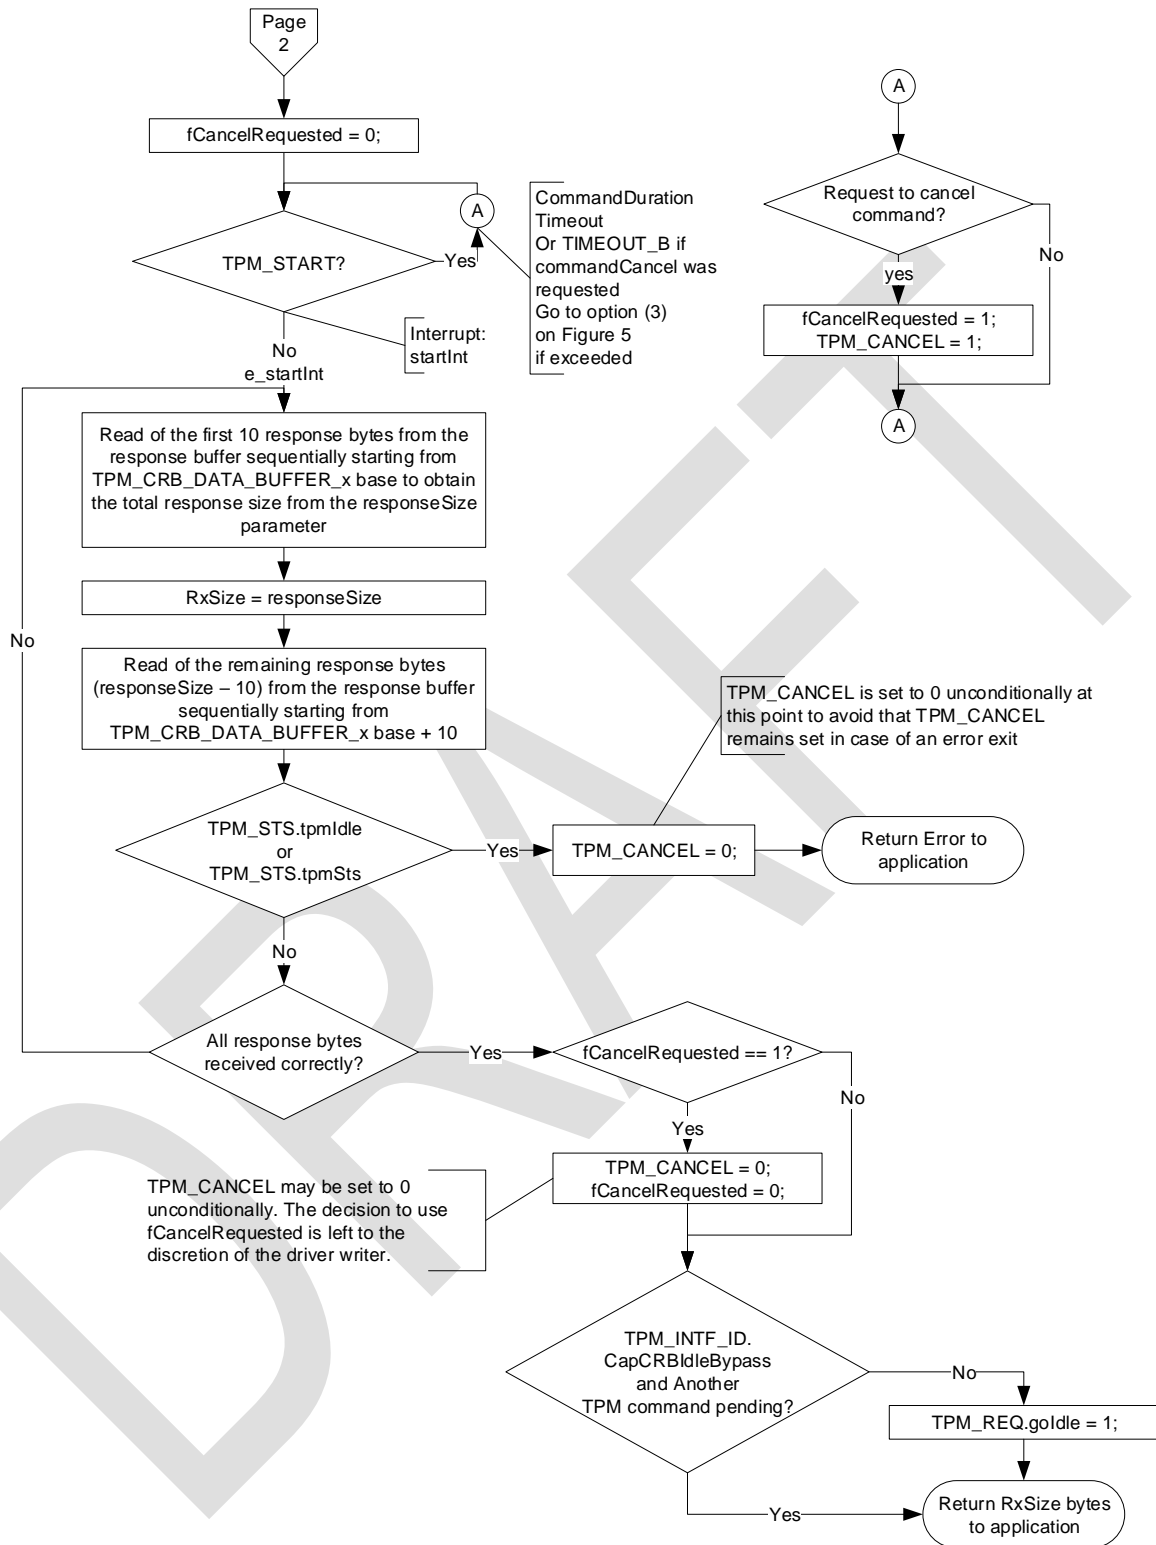 Page
2
fCancelRequested = 0;
A
TPM_START?
Yes
CommandDuration
Timeout
Or TIMEOUT_B if
commandCancel was
requested
Go to option (3)
on Figure 5
if exceeded
Interrupt:
startInt
No
e_startInt
A
Request to cancel
command?
No
yes
fCancelRequested = 1;
TPM_CANCEL = 1;
A
Read of the first 10 response bytes from the
response buffer sequentially starting from
TPM_CRB_DATA_BUFFER_x base to obtain
the total response size from the responseSize
parameter
RxSize = responseSize
No
Read of the remaining response bytes
(responseSize – 10) from the response buffer
sequentially starting from
TPM_CRB_DATA_BUFFER_x base + 10
TPM_CANCEL is set to 0 unconditionally at
this point to avoid that TPM_CANCEL
remains set in case of an error exit
TPM_STS.tpmIdle
or
TPM_STS.tpmSts
Yes
TPM_CANCEL = 0;
Return Error to
application
No
All response bytes
received correctly?
Yes
fCancelRequested == 1?
No
Yes
TPM_CANCEL = 0;
fCancelRequested = 0;
TPM_CANCEL may be set to 0
unconditionally. The decision to use
fCancelRequested is left to the
discretion of the driver writer.
TPM_INTF_ID.
CapCRBIdleBypass
and Another
TPM command pending?
No
TPM_REQ.goIdle = 1;
Yes
Return RxSize bytes
to application
DRAFT